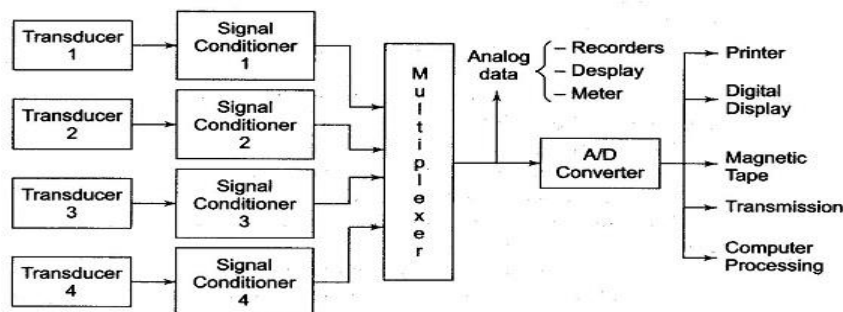 Transducer
1
Signal
Conditioner
1
Transducer
2
Signal
Conditioner
2
Transducer
3
Signal
Conditioner
3
Transducer
4
Signal
Conditioner
4
Multiplexer
Analog
data
– Recorders
– Desplay
– Meter
A/D
Converter
Printer
Digital
Display
Magnetic
Tape
Transmission
Computer
Processing